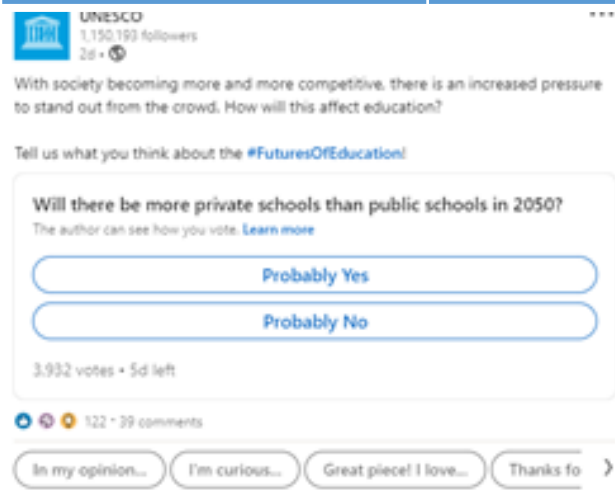 UNESCO
1,150,193 followers
2d •
With society becoming more and more competitive, there is an increased pressure
to stand out from the crowd. How will this affect education?
Tell us what you think about the #FuturesOfEducation!
Will there be more private schools than public schools in 2050?
The author can see how you vote. Learn more
Probably Yes
Probably No
3,932 votes • 5d left
122 • 39 comments
In my opinion... I'm curious... Great piece! I love... Thanks fo